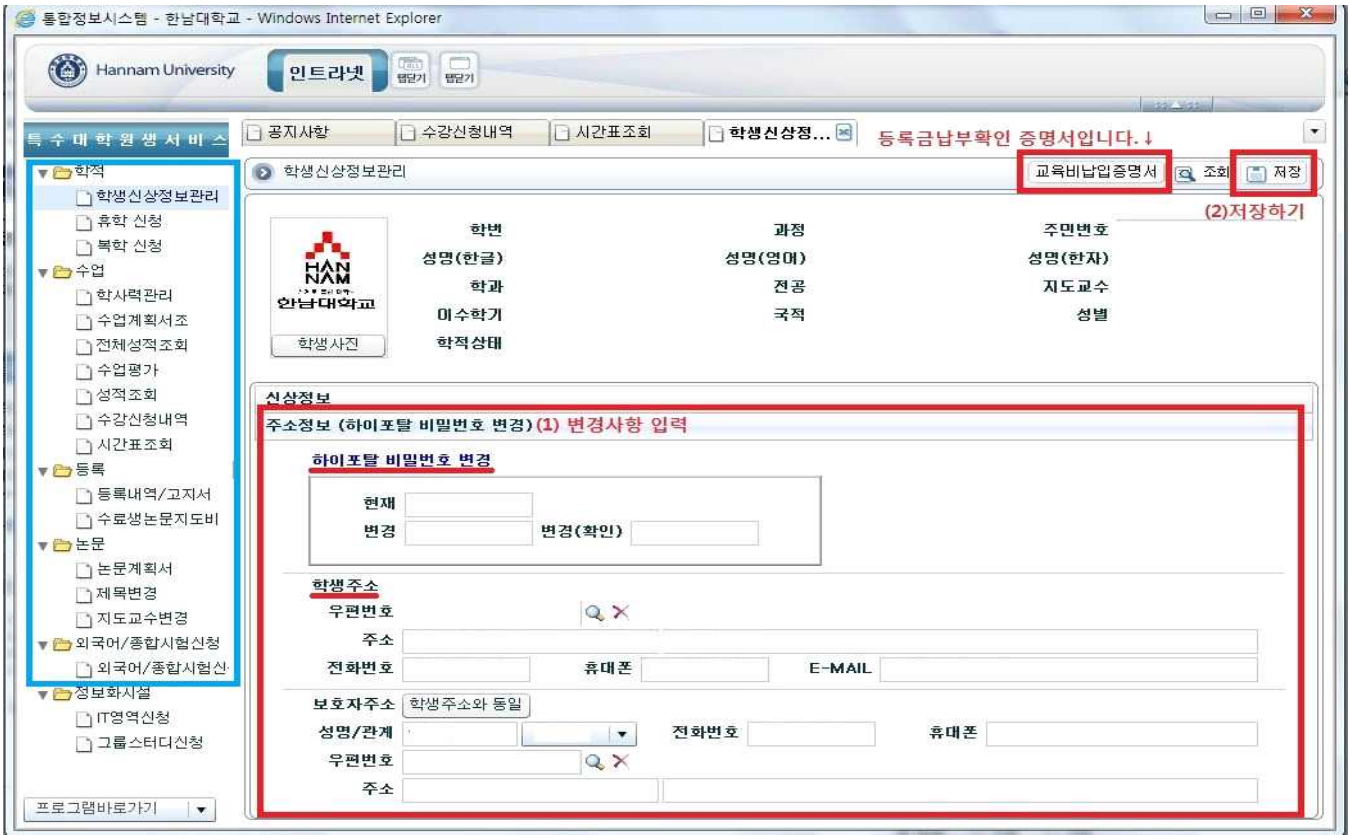 통합정보시스템 - 한남대학교 - Windows Internet Explorer
Hannam University
인트라넷
탭닫기
탭닫기
특수대학원생서비스
공지사항
수강신청내역
시간표조회
학생신상정...
등록금납부확인 증명서입니다.↓
학적
학생신상정보관리
휴학 신청
복학 신청
수업
학사력관리
수업계획서조
전체성적조회
수업평가
성적조회
수강신청내역
시간표조회
등록
등록내역/고지서
수료생논문지도비
논문
논문계획서
제목변경
지도교수변경
외국어/종합시험신청
외국어/종합시험신
정보화시설
IT영역신청
그룹스터디신청
프로그램바로가기
학생신상정보관리
교육비납입증명서
조회
저장
(2)저장하기
HAN
NAM
한남대학교
학생사진
학번 과정 주민번호
성명(한글) 성명(영어) 성명(한자)
학과 전공 지도교수
이수학기 국적 성별
학적상태
신상정보
주소정보 (하이포탈 비밀번호 변경)(1) 변경사항 입력
하이포탈 비밀번호 변경
현재
변경 변경(확인)
학생주소
우편번호
주소
전화번호 휴대폰 E-MAIL
보호자주소 학생주소와 동일
성명/관계 전화번호 휴대폰
우편번호
주소